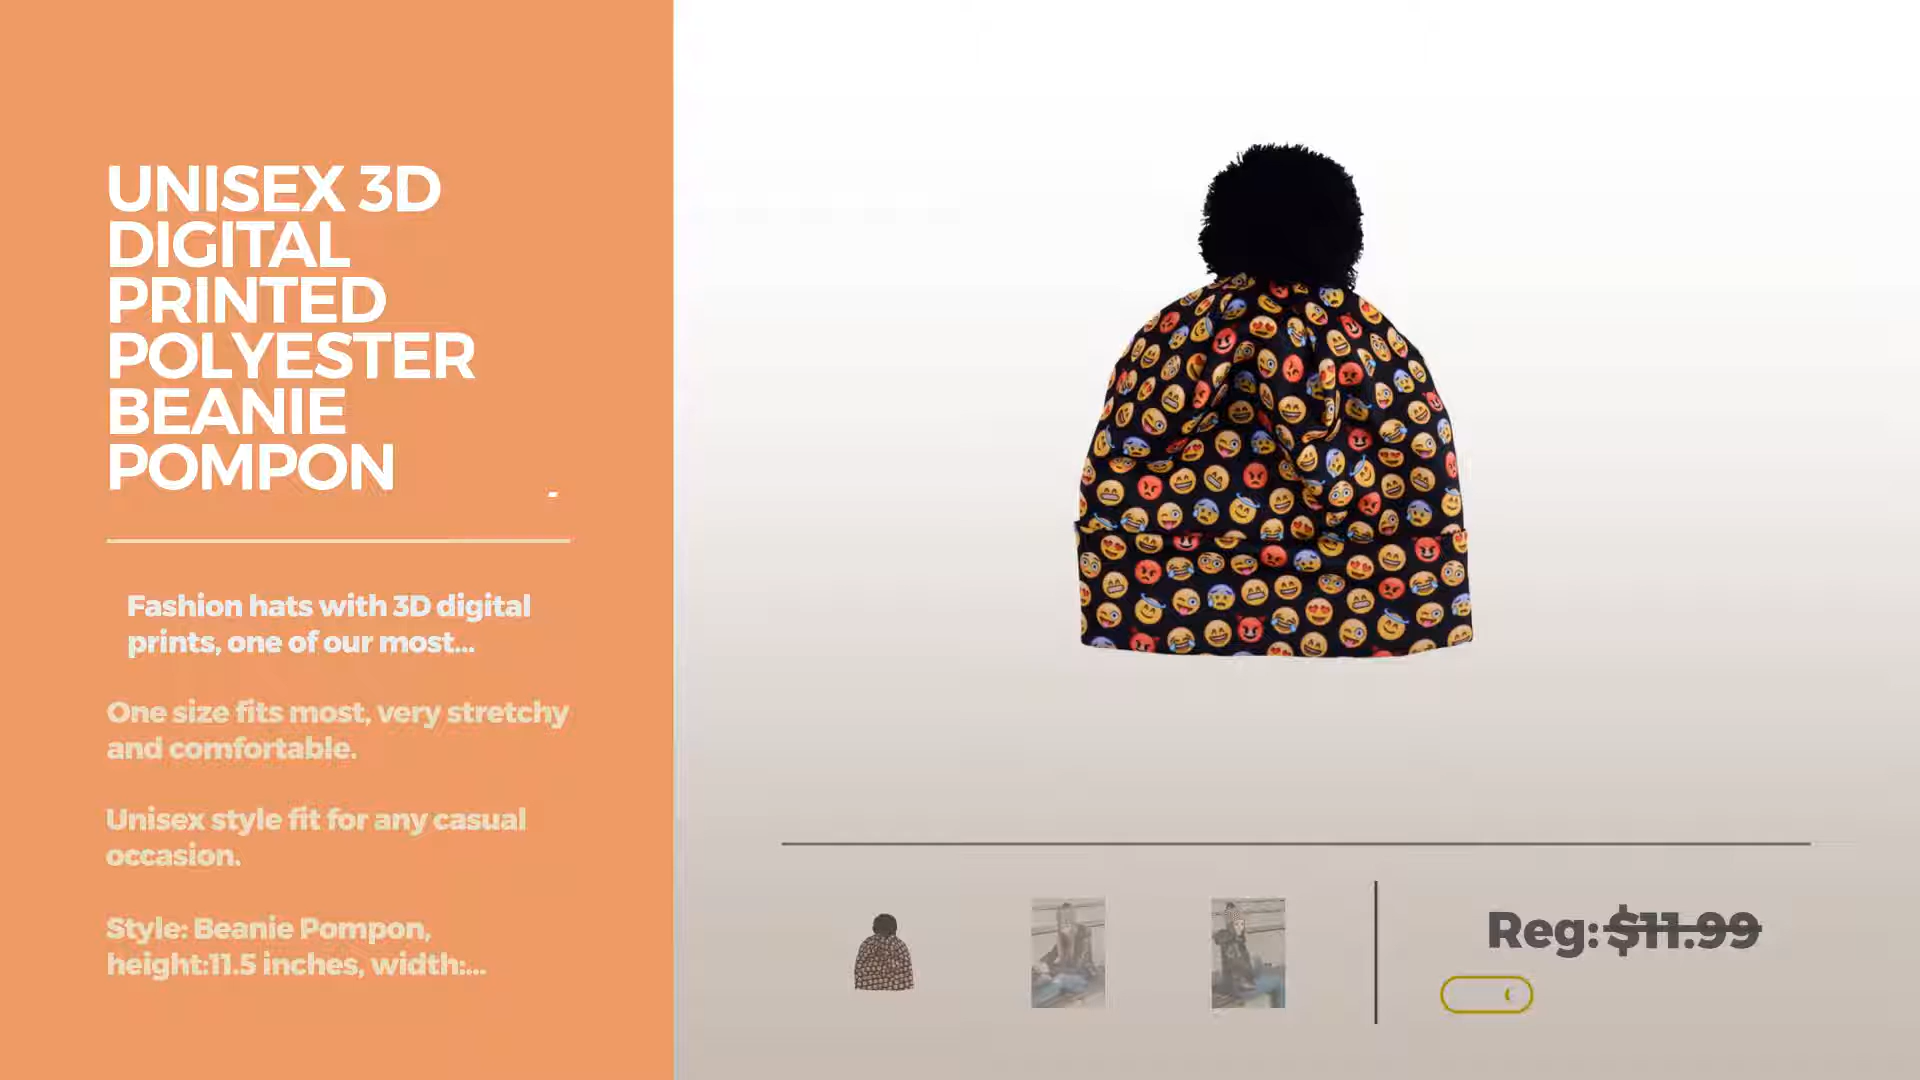 UNISEX 3D
DIGITAL
PRINTED
POLYESTER
BEANIE
POMPON
-
Fashion hats with 3D digital
prints, one of our most...
One size fits most, very stretchy
and comfortable.
Unisex style fit for any casual
occasion.
Style: Beanie Pompon,
height:11.5 inches, width:...
Reg: $11.99